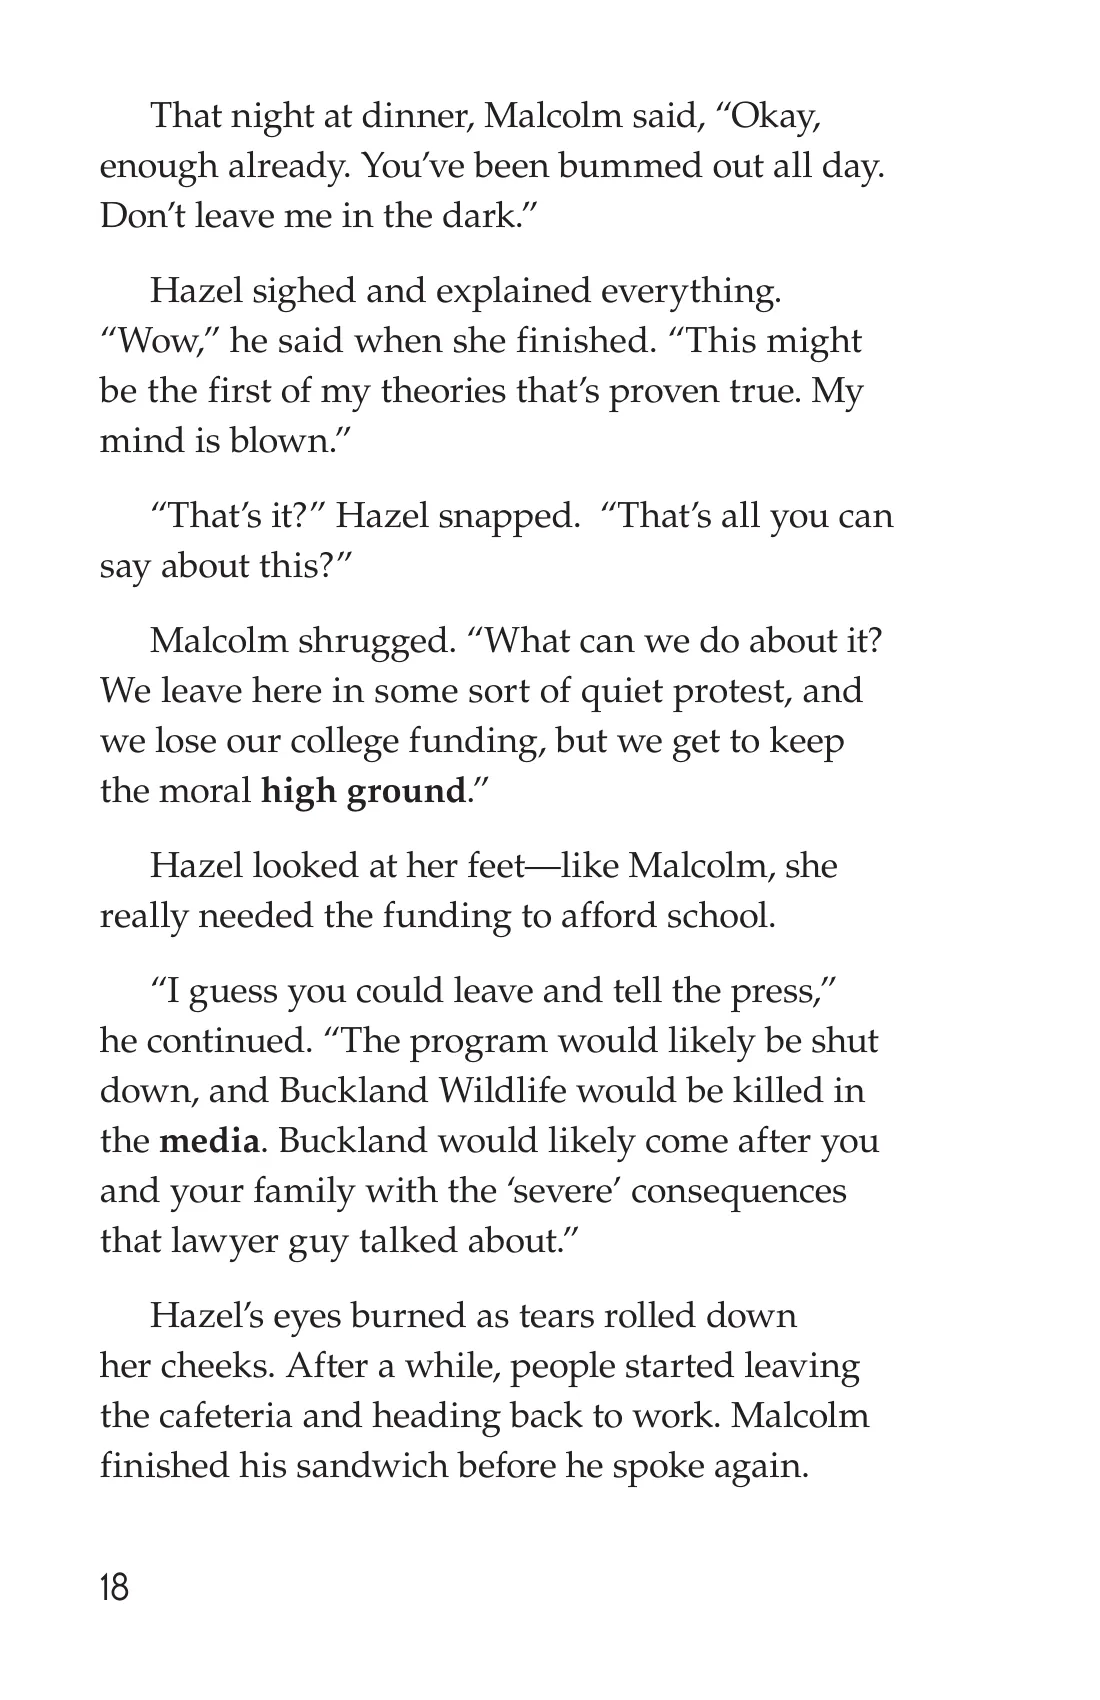 That night at dinner, Malcolm said, “Okay,
enough already. You’ve been bummed out all day.
Don’t leave me in the dark.”
Hazel sighed and explained everything.
“Wow,” he said when she finished. “This might
be the first of my theories that’s proven true. My
mind is blown.”
“That’s it?” Hazel snapped.  “That’s all you can
say about this?”
Malcolm shrugged. “What can we do about it?
We leave here in some sort of quiet protest, and
we lose our college funding, but we get to keep
the moral high ground.”
Hazel looked at her feet—like Malcolm, she
really needed the funding to afford school.
“I guess you could leave and tell the press,”
he continued. “The program would likely be shut
down, and Buckland Wildlife would be killed in
the media. Buckland would likely come after you
and your family with the ‘severe’ consequences
that lawyer guy talked about.”
Hazel’s eyes burned as tears rolled down
her cheeks. After a while, people started leaving
the cafeteria and heading back to work. Malcolm
finished his sandwich before he spoke again.
18